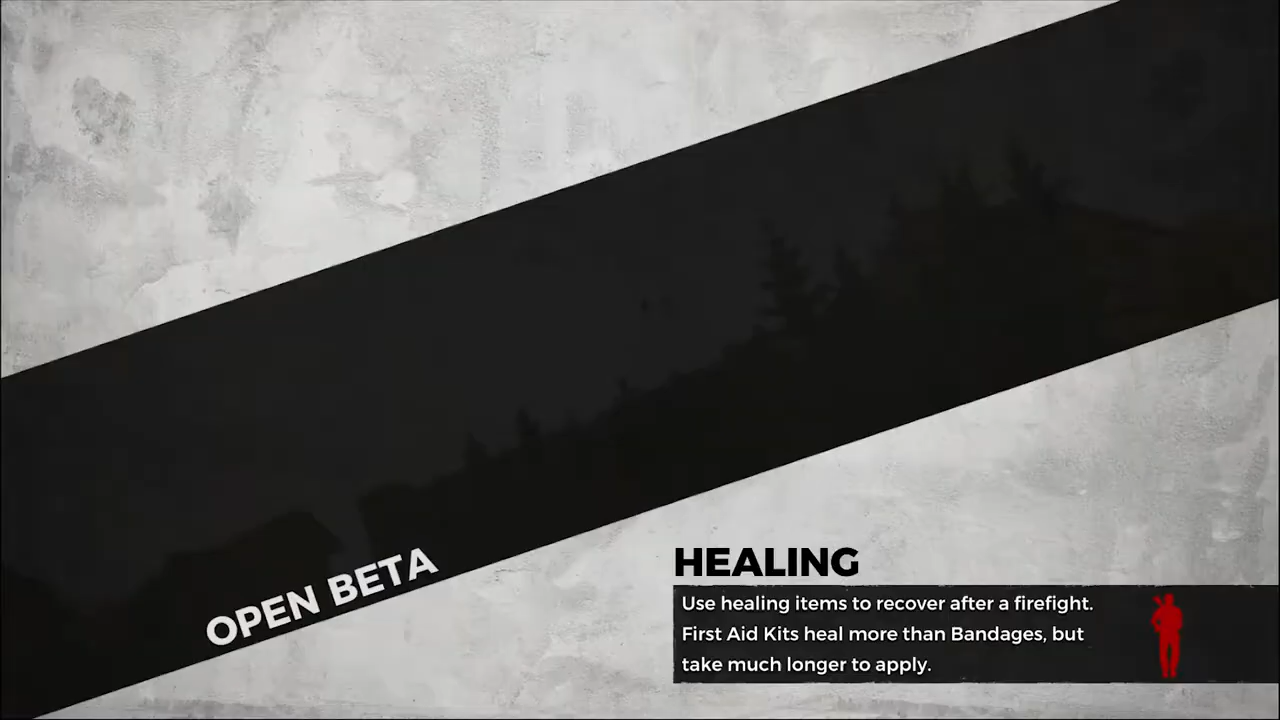 OPEN BETA
HEALING
Use healing items to recover after a firefight.
First Aid Kits heal more than Bandages, but
take much longer to apply.